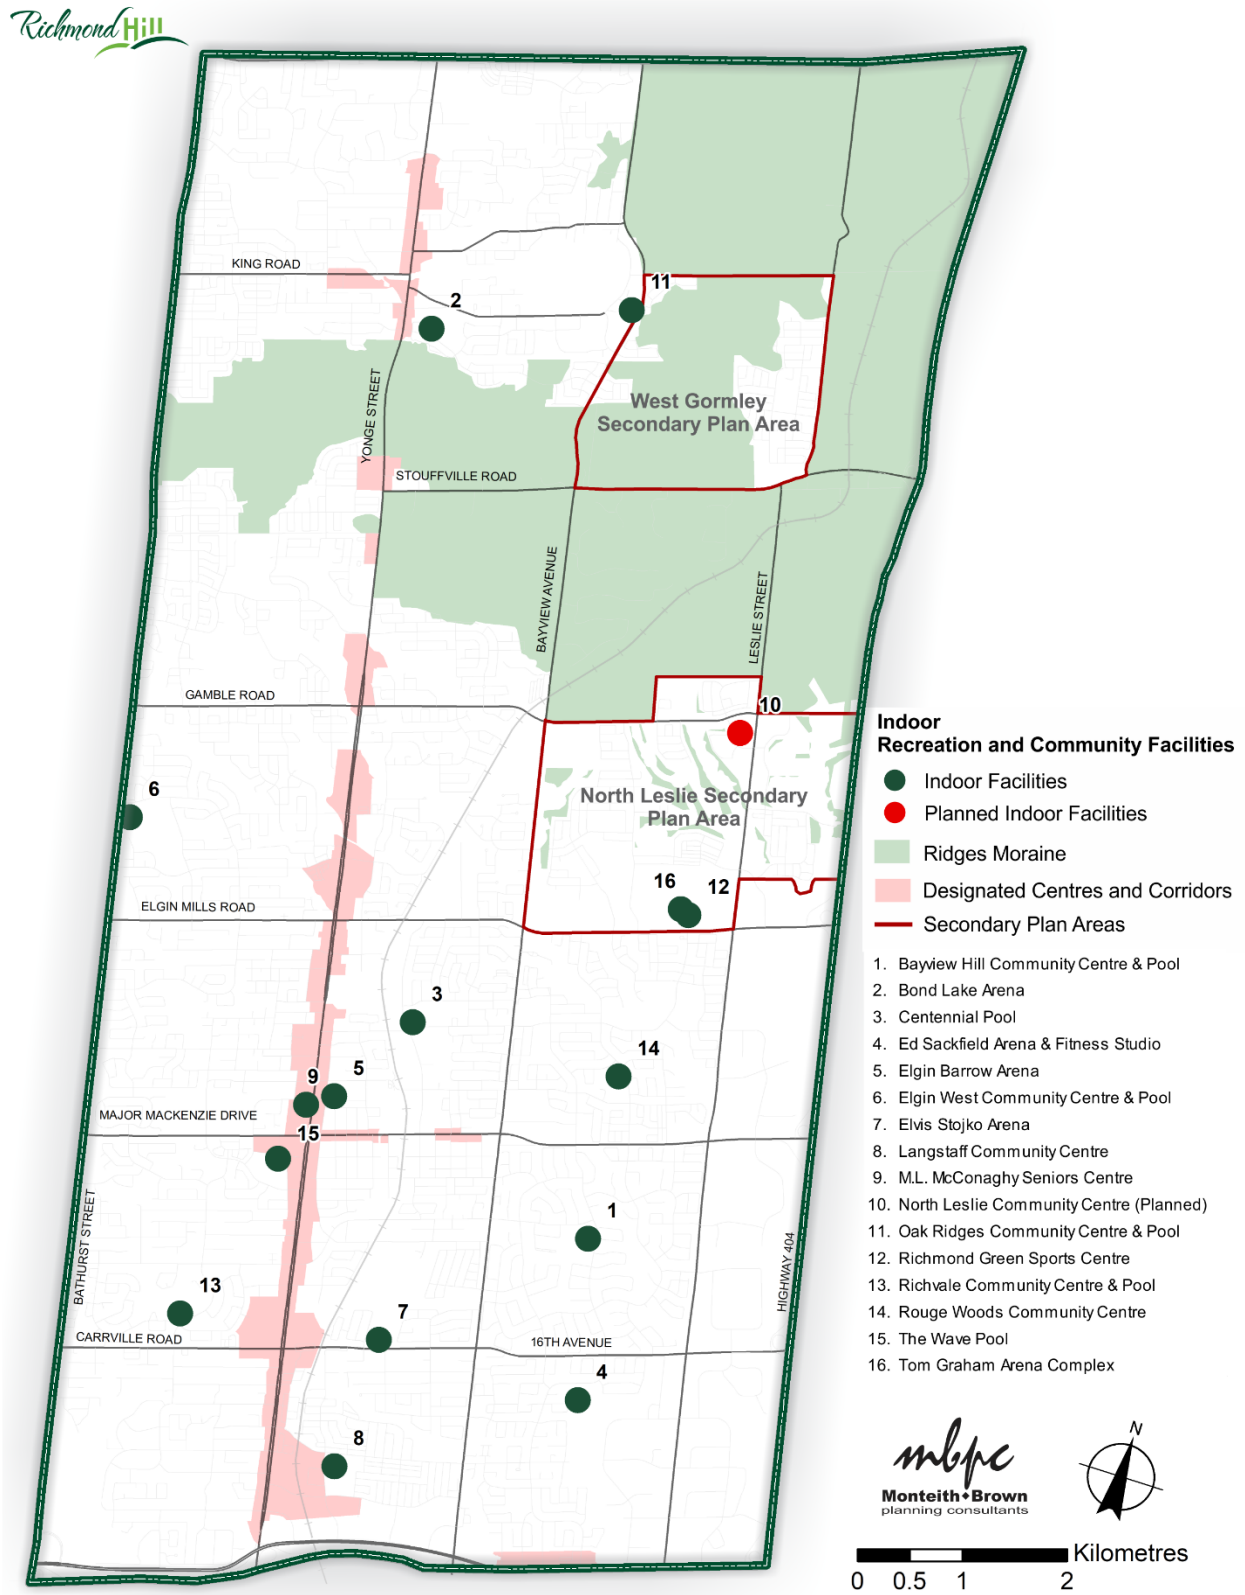 Richmond Hill
KING ROAD
11
2
West Gormley
Secondary Plan Area
YONGE STREET
STOUFFVILLE ROAD
BAYVIEW AVENUE
LESLIE STREET
GAMBLE ROAD
10
6
North Leslie Secondary
Plan Area
16
12
ELGIN MILLS ROAD
3
14
5
9
MAJOR MACKENZIE DRIVE
15
BATHURST STREET
1
HIGHWAY 404
13
7
CARRVILLE ROAD
16TH AVENUE
4
8
Indoor
Recreation and Community Facilities
Indoor Facilities
Planned Indoor Facilities
Ridges Moraine
Designated Centres and Corridors
Secondary Plan Areas
1. Bayview Hill Community Centre & Pool
2. Bond Lake Arena
3. Centennial Pool
4. Ed Sackfield Arena & Fitness Studio
5. Elgin Barrow Arena
6. Elgin West Community Centre & Pool
7. Elvis Stojko Arena
8. Langstaff Community Centre
9. M.L. McConaghy Seniors Centre
10. North Leslie Community Centre (Planned)
11. Oak Ridges Community Centre & Pool
12. Richmond Green Sports Centre
13. Richvale Community Centre & Pool
14. Rouge Woods Community Centre
15. The Wave Pool
16. Tom Graham Arena Complex
mbpc
Monteith♦Brown
planning consultants
N
Kilometres
0 0.5 1 2